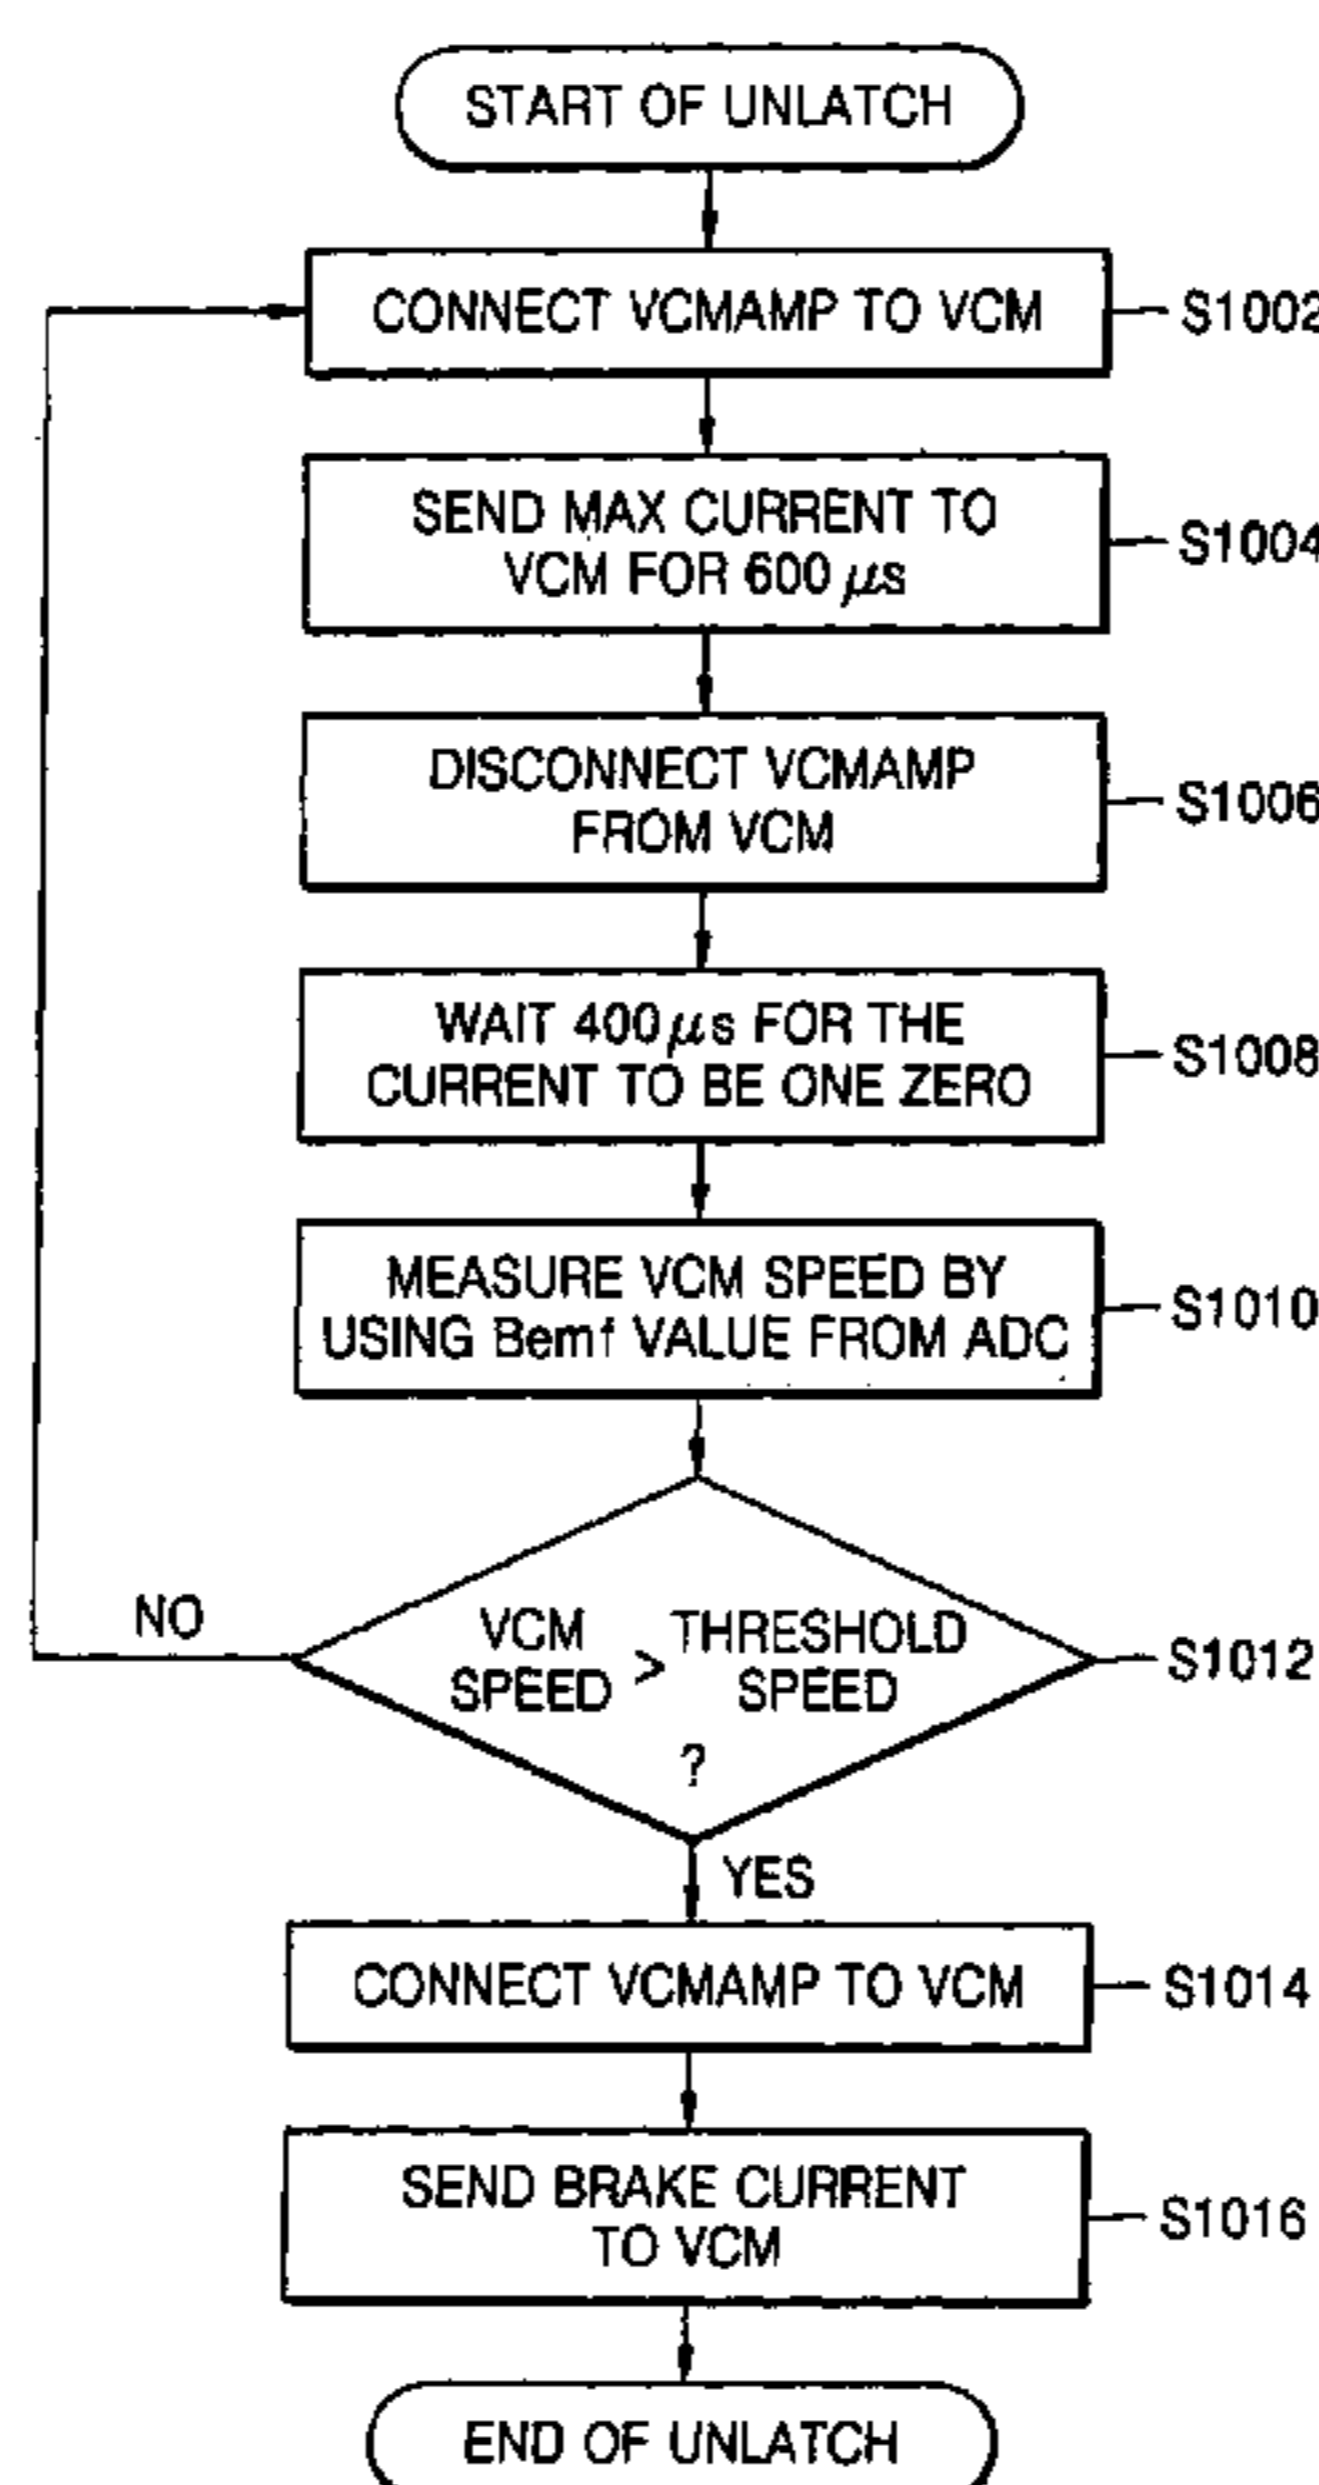 START OF UNLATCH
CONNECT VCMAMP TO VCM
S1002
SEND MAX CURRENT TO
VCM FOR 600 μs
S1004
DISCONNECT VCMAMP
FROM VCM
S1006
WAIT 400 μs FOR THE
CURRENT TO BE ONE ZERO
S1008
MEASURE VCM SPEED BY
USING Bemf VALUE FROM ADC
S1010
NO
VCM SPEED > THRESHOLD SPEED
?
S1012
YES
CONNECT VCMAMP TO VCM
S1014
SEND BRAKE CURRENT
TO VCM
S1016
END OF UNLATCH